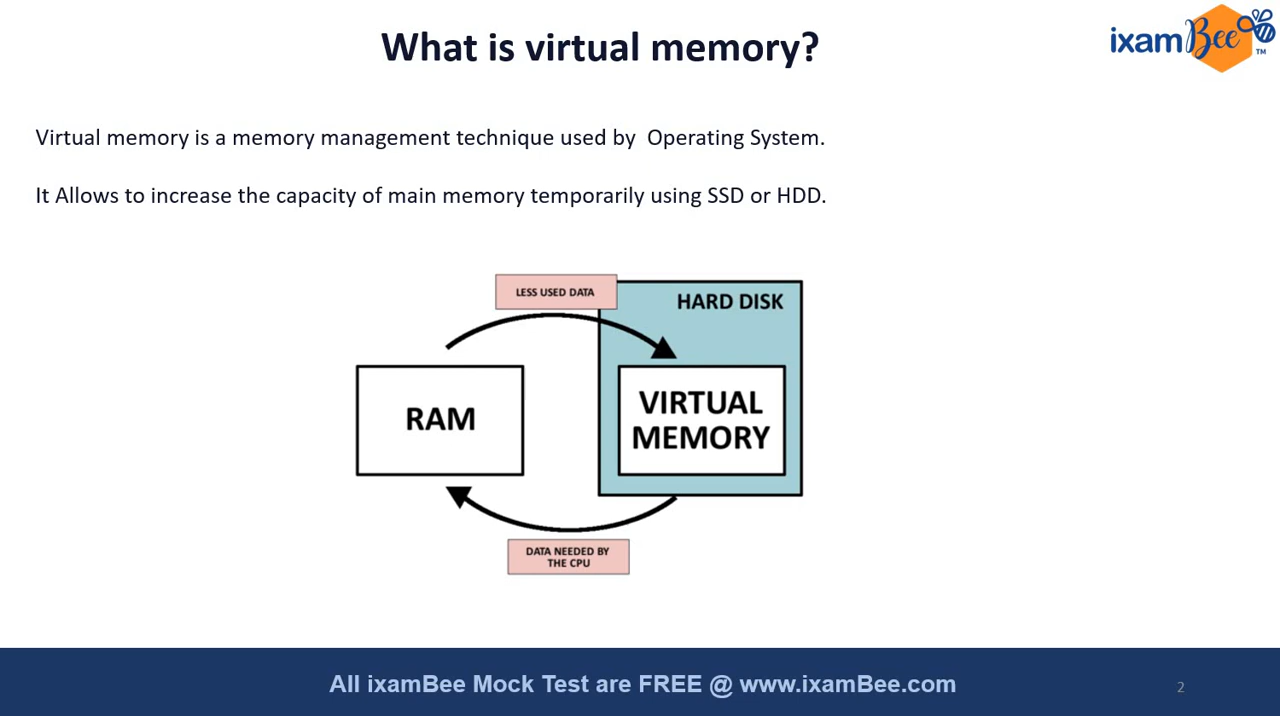 What is virtual memory?
ixamBee TM
Virtual memory is a memory management technique used by  Operating System.
It Allows to increase the capacity of main memory temporarily using SSD or HDD.
LESS USED DATA
HARD DISK
RAM
VIRTUAL
MEMORY
DATA NEEDED BY
THE CPU
All ixamBee Mock Test are FREE @ www.ixamBee.com
2